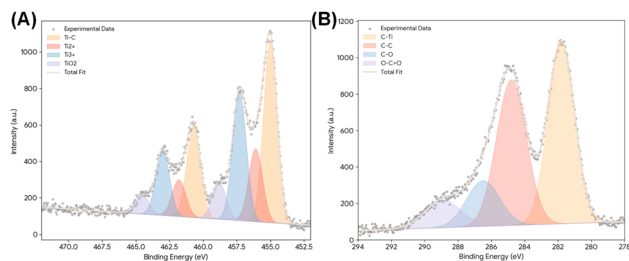 (A)
Experimental Data
Ti-C
Ti2+
Ti3+
TiO2
Total Fit
Intensity (a.u.)
1000
800
600
400
200
0
470.0 467.5 465.0 462.5 460.0 457.5 455.0 452.5
Binding Energy (eV)
(B)
Experimental Data
C-Ti
C-C
C-O
O-C=O
Total Fit
Intensity (a.u.)
1200
1000
800
600
400
200
0
294 292 290 288 286 284 282 280 278
Binding Energy (eV)